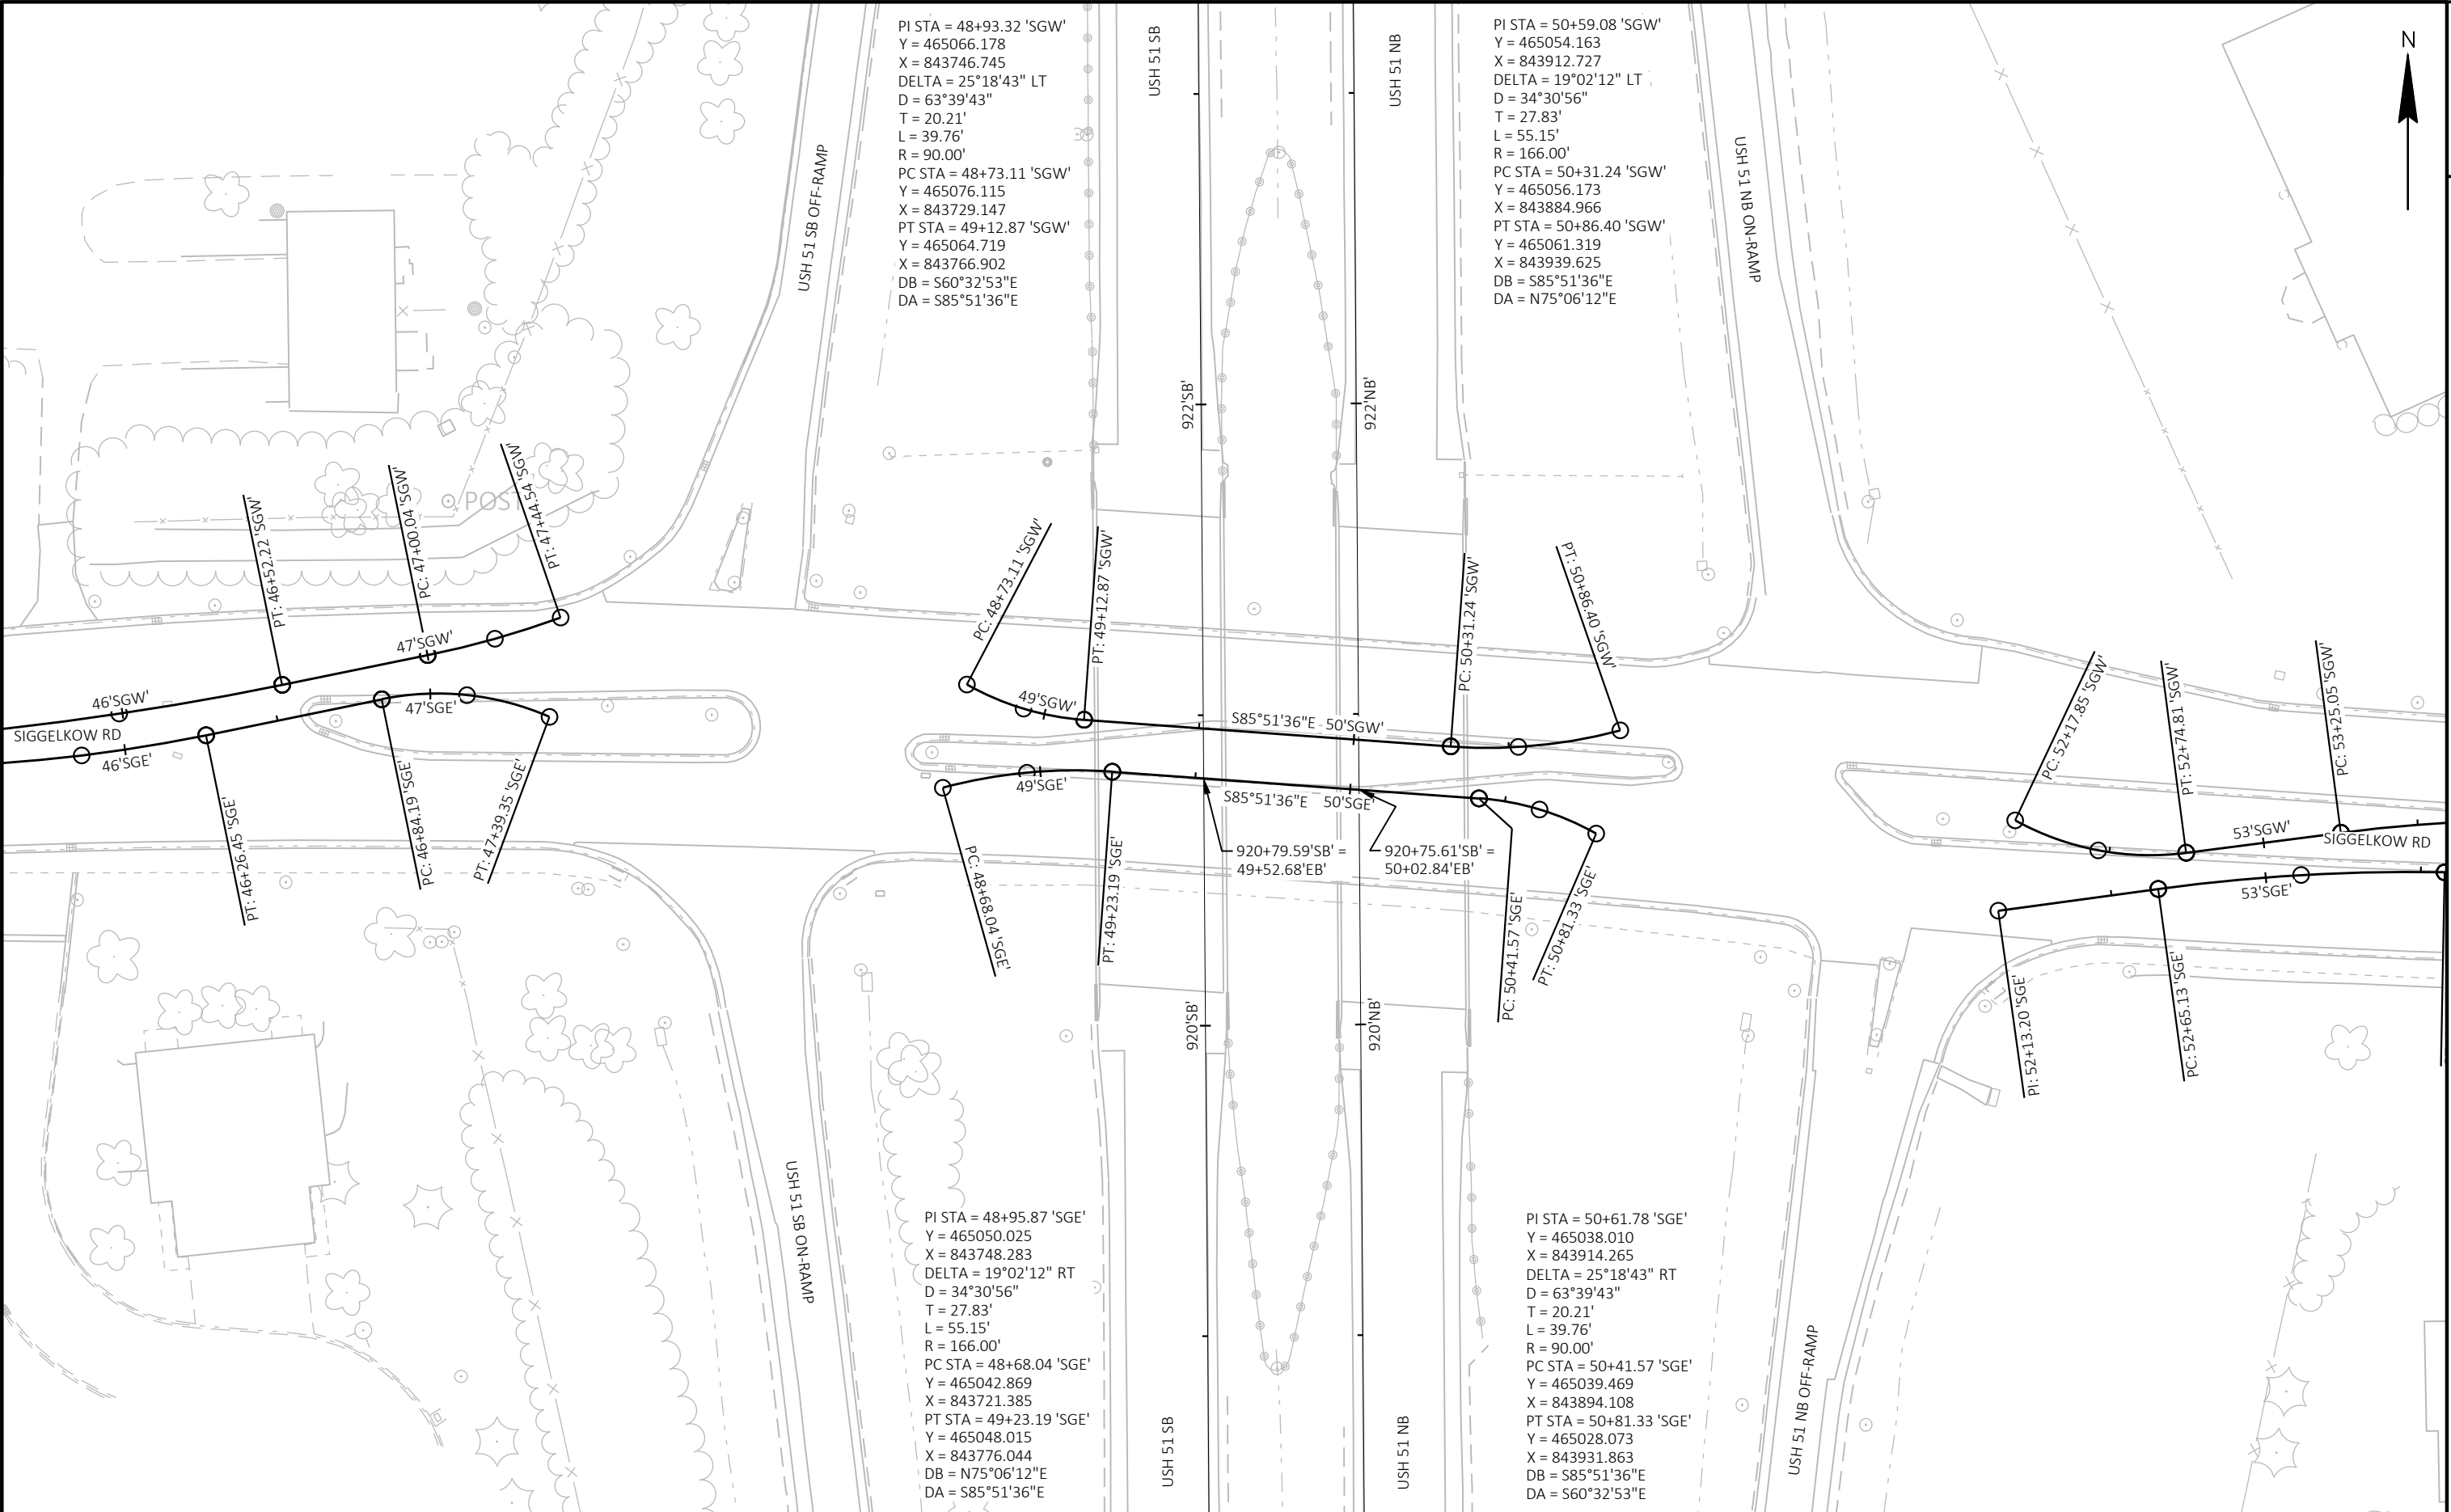 PI STA = 48+93.32 'SGW'
Y = 465066.178
X = 843746.745
DELTA = 25°18'43" LT
D = 63°39'43"
T = 20.21'
L = 39.76'
R = 90.00'
PC STA = 48+73.11 'SGW'
Y = 465076.115
X = 843729.147
PT STA = 49+12.87 'SGW'
Y = 465064.719
X = 843766.902
DB = S60°32'53"E
DA = S85°51'36"E
USH 51 SB
USH 51 NB
PI STA = 50+59.08 'SGW'
Y = 465054.163
X = 843912.727
DELTA = 19°02'12" LT
D = 34°30'56"
T = 27.83'
L = 55.15'
R = 166.00'
PC STA = 50+31.24 'SGW'
Y = 465056.173
X = 843884.966
PT STA = 50+86.40 'SGW'
Y = 465061.319
X = 843939.625
DB = S85°51'36"E
DA = N75°06'12"E
N
USH 51 SB OFF-RAMP
USH 51 NB ON-RAMP
922'SB'
922'NB'
POST
PT: 46+52.22 'SGW'
PC: 47+00.04 'SGW'
PT: 47+44.54 'SGW'
PC: 48+73.11 'SGW'
PT: 49+12.87 'SGW'
PC: 50+31.24 'SGW'
PT: 50+86.40 'SGW'
PC: 52+17.85 'SGW'
PT: 52+74.81 'SGW'
PC: 53+25.05 'SGW'
46'SGW'
47'SGW'
49'SGW'
S85°51'36"E
50'SGW'
53'SGW'
SIGGELKOW RD
SIGGELKOW RD
46'SGE'
47'SGE'
49'SGE'
S85°51'36"E
50'SGE'
53'SGE'
920+79.59'SB' =
49+52.68'EB'
920+75.61'SB' =
50+02.84'EB'
PT: 46+26.45 'SGE'
PC: 46+84.19 'SGE'
PT: 47+39.35 'SGE'
PC: 48+68.04 'SGE'
PT: 49+23.19 'SGE'
PC: 50+41.57 'SGE'
PT: 50+81.33 'SGE'
PI: 52+13.20 'SGE'
PC: 52+65.13 'SGE'
920'SB'
920'NB'
USH 51 SB ON-RAMP
USH 51 NB OFF-RAMP
PI STA = 48+95.87 'SGE'
Y = 465050.025
X = 843748.283
DELTA = 19°02'12" RT
D = 34°30'56"
T = 27.83'
L = 55.15'
R = 166.00'
PC STA = 48+68.04 'SGE'
Y = 465042.869
X = 843721.385
PT STA = 49+23.19 'SGE'
Y = 465048.015
X = 843776.044
DB = N75°06'12"E
DA = S85°51'36"E
USH 51 SB
USH 51 NB
PI STA = 50+61.78 'SGE'
Y = 465038.010
X = 843914.265
DELTA = 25°18'43" RT
D = 63°39'43"
T = 20.21'
L = 39.76'
R = 90.00'
PC STA = 50+41.57 'SGE'
Y = 465039.469
X = 843894.108
PT STA = 50+81.33 'SGE'
Y = 465028.073
X = 843931.863
DB = S85°51'36"E
DA = S60°32'53"E